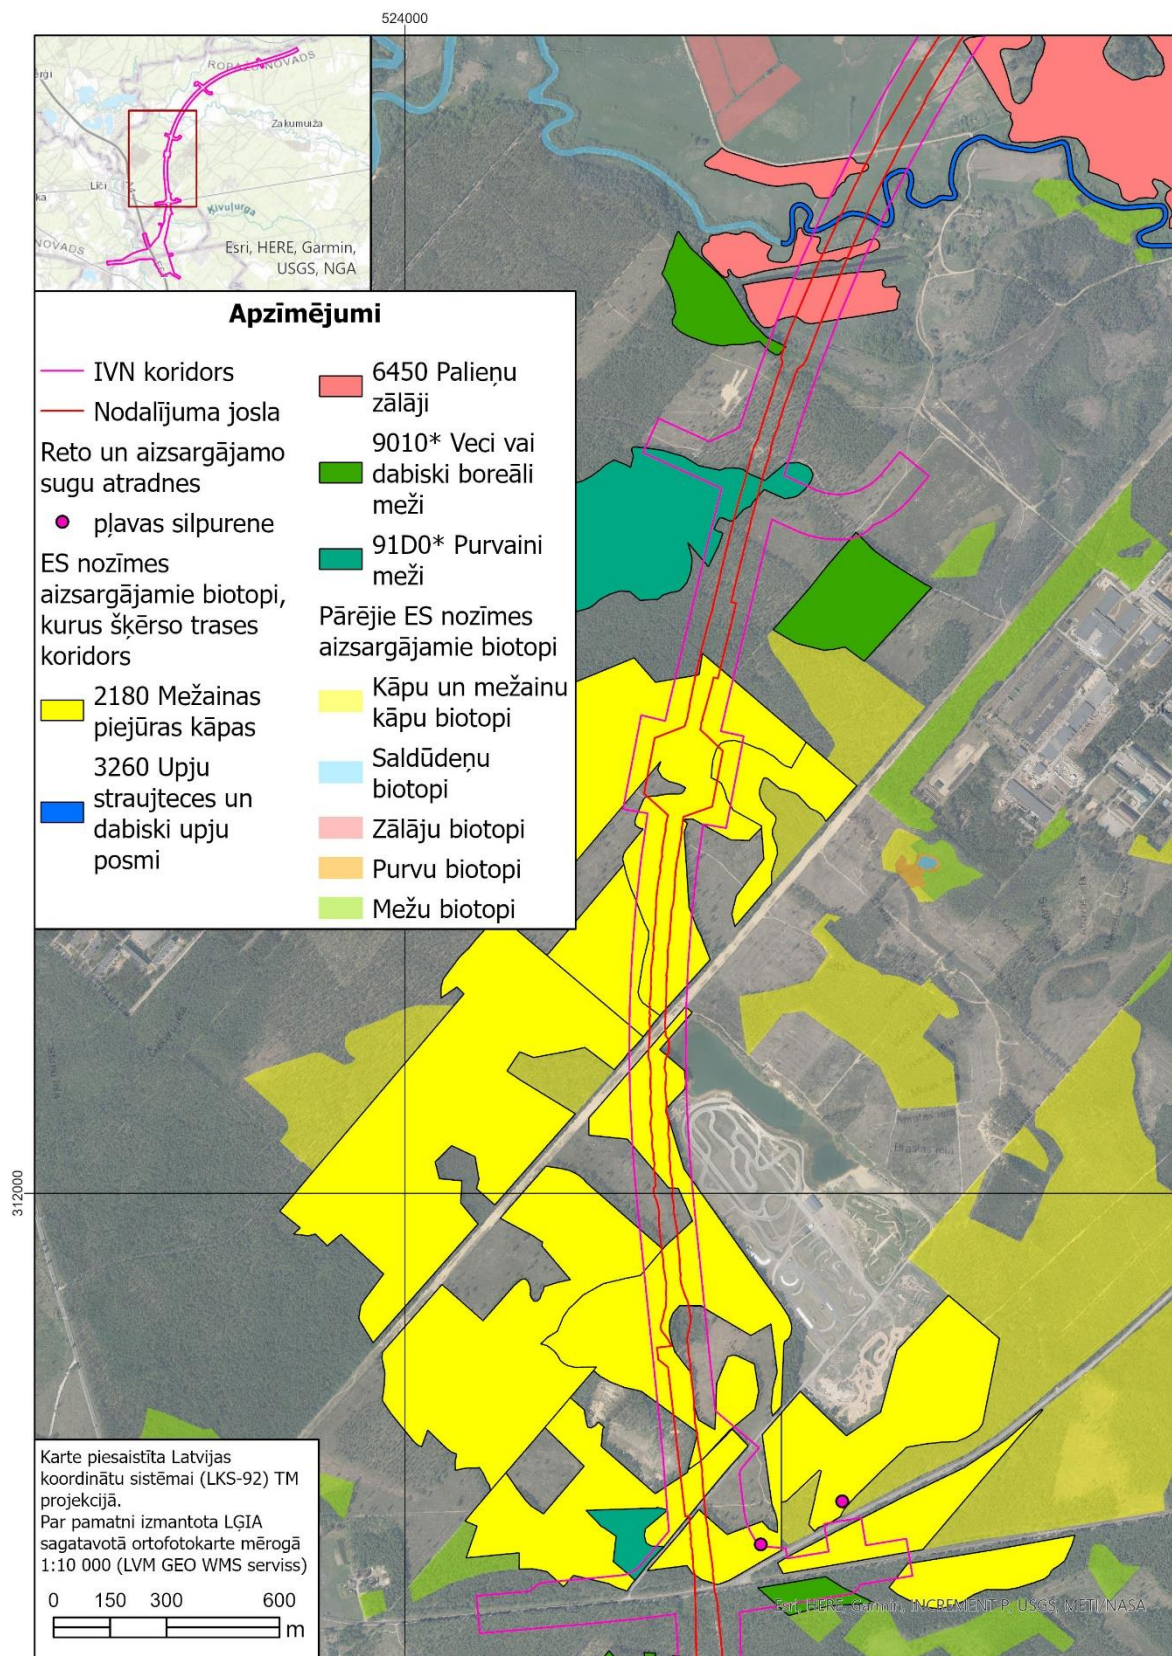 524000
ROPAŽU NOVADS
Zakumuiža
Līči
Ķivuļurga
NOVADS
Esri, HERE, Garmin,
USGS, NGA
Apzīmējumi
IVN koridors
Nodalījuma josla
Reto un aizsargājamo
sugu atradnes
pļavas silpurene
ES nozīmes
aizsargājamie biotopi,
kurus šķērso trases
koridors
2180 Mežainas
piejūras kāpas
3260 Upju
straujteces un
dabiski upju
posmi
6450 Palieņu
zālāji
9010* Veci vai
dabiski boreāli
meži
91D0* Purvaini
meži
Pārējie ES nozīmes
aizsargājamie biotopi
Kāpu un mežainu
kāpu biotopi
Saldūdeņu
biotopi
Zālāju biotopi
Purvu biotopi
Mežu biotopi
312000
Karte piesaistīta Latvijas
koordinātu sistēmai (LKS-92) TM
projekcijā.
Par pamatni izmantota LĢIA
sagatavotā ortofotokarte mērogā
1:10 000 (LVM GEO WMS serviss)
0 150 300 600
m
Esri, HERE, Garmin, INCREMENT P, USGS, METI/NASA